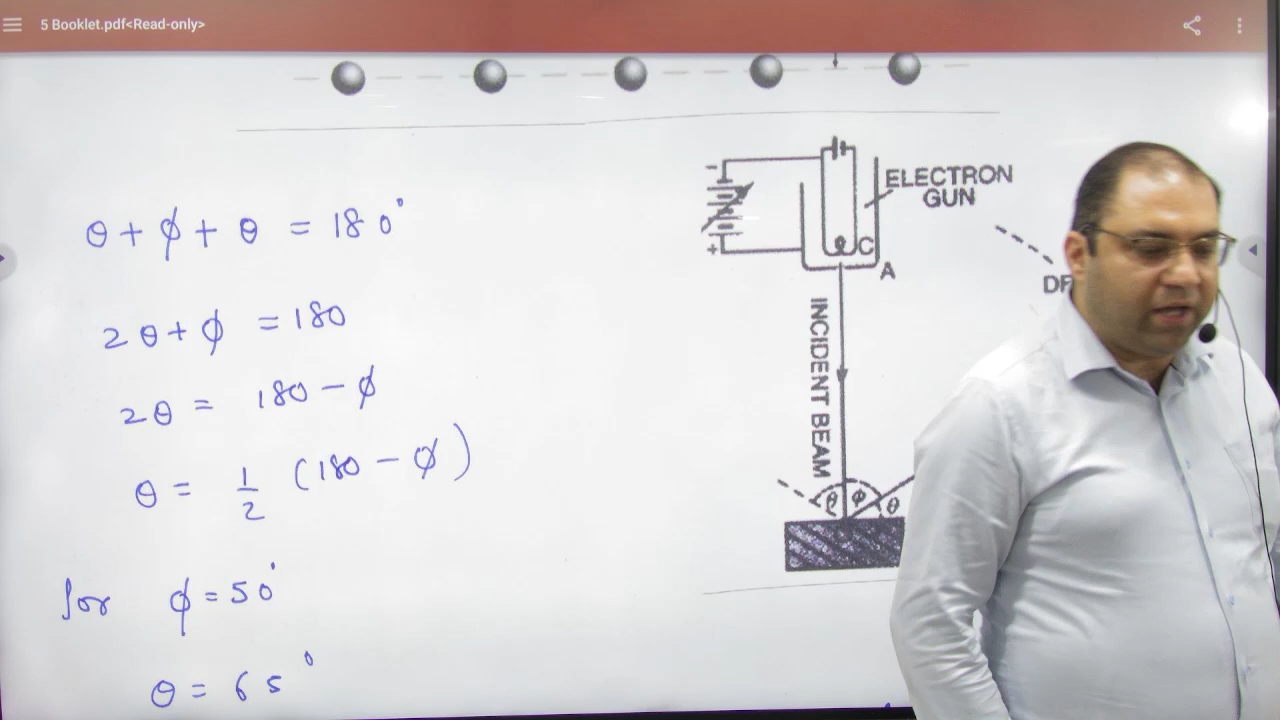 5 Booklet.pdf<Read-only>
θ + ϕ + θ = 180°
2θ + ϕ = 180
2θ = 180 - ϕ
θ = 1/2 (180 - ϕ)
for ϕ = 50°
θ = 65°
-
+
ELECTRON
GUN
C
A
INCIDENT BEAM
θ ϕ θ